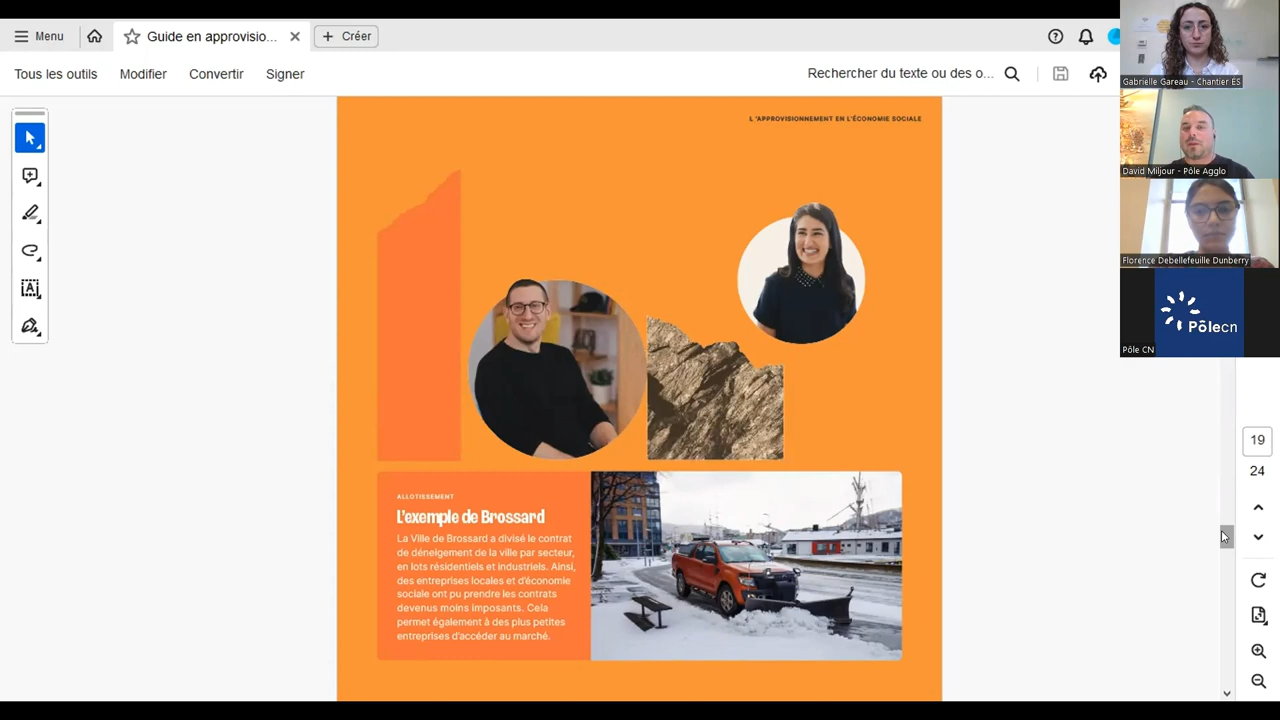 Menu
Guide en approvisio...
Créer
Tous les outils
Modifier
Convertir
Signer
Rechercher du texte ou des o...
L 'APPROVISIONNEMENT EN L'ÉCONOMIE SOCIALE
ALLOTISSEMENT
L'exemple de Brossard
La Ville de Brossard a divisé le contrat
de déneigement de la ville par secteur,
en lots résidentiels et industriels. Ainsi,
des entreprises locales et d'économie
sociale ont pu prendre les contrats
devenus moins imposants. Cela
permet également à des plus petites
entreprises d'accéder au marché.
Gabrielle Gareau - Chantier ÉS
David Miljour - Pôle Agglo
Florence Debellefeuille Dunberry
Pôlecn
Pôle CN
19
24